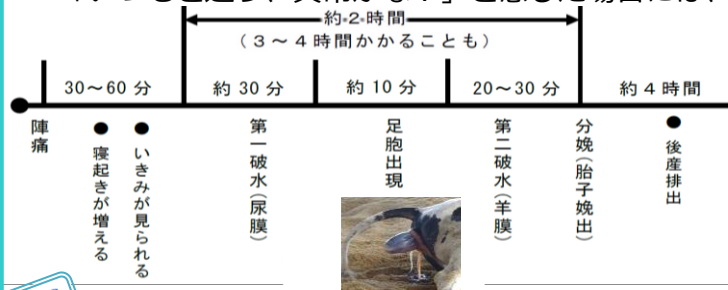 約2時間
(3～4時間かかることも)
30～60分
約30分
約10分
20～30分
約4時間
陣痛
●寝起きが増える
●いきみが見られる
第一破水(尿膜)
足胞出現
第二破水(羊膜)
分娩(胎子娩出)
●後産排出